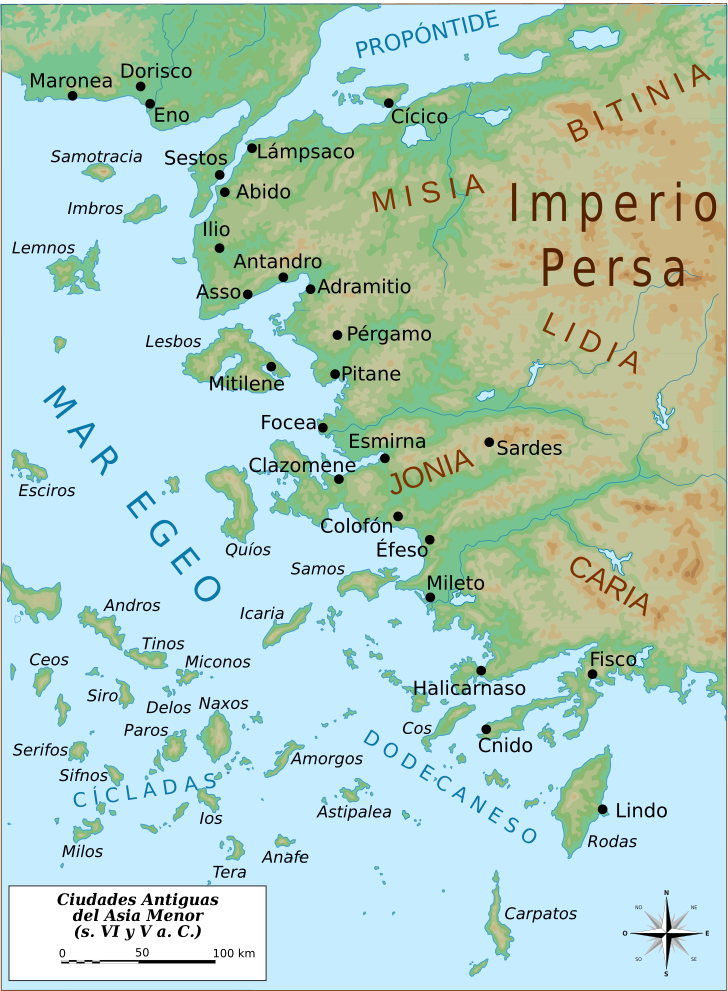 PROPÓNTIDE
Maronea
Dorisco
Eno
Cícico
BITINIA
Samotracia
Sestos
Lámpsaco
Abido
MISIA
Imperio
Persa
Imbros
Ilio
Lemnos
Antandro
Asso
Adramitio
LIDIA
Lesbos
Pérgamo
Mitilene
Pitane
MAR EGEO
Focea
Esmirna
Sardes
Clazomene
JONIA
Esciros
Colofón
Quíos
Éfeso
Samos
Mileto
CARIA
Andros
Icaria
Tinos
Ceos
Miconos
Fisco
Siro
Delos
Naxos
Halicarnaso
Paros
Cos
Cnido
Serifos
Sifnos
Amorgos
DODECANESO
CÍCLADAS
Ios
Astipalea
Lindo
Rodas
Milos
Anafe
Tera
Carpatos
Ciudades Antiguas
del Asia Menor
(s. VI y V a. C.)
0 50 100 km
N
NO NE
O E
SO SE
S